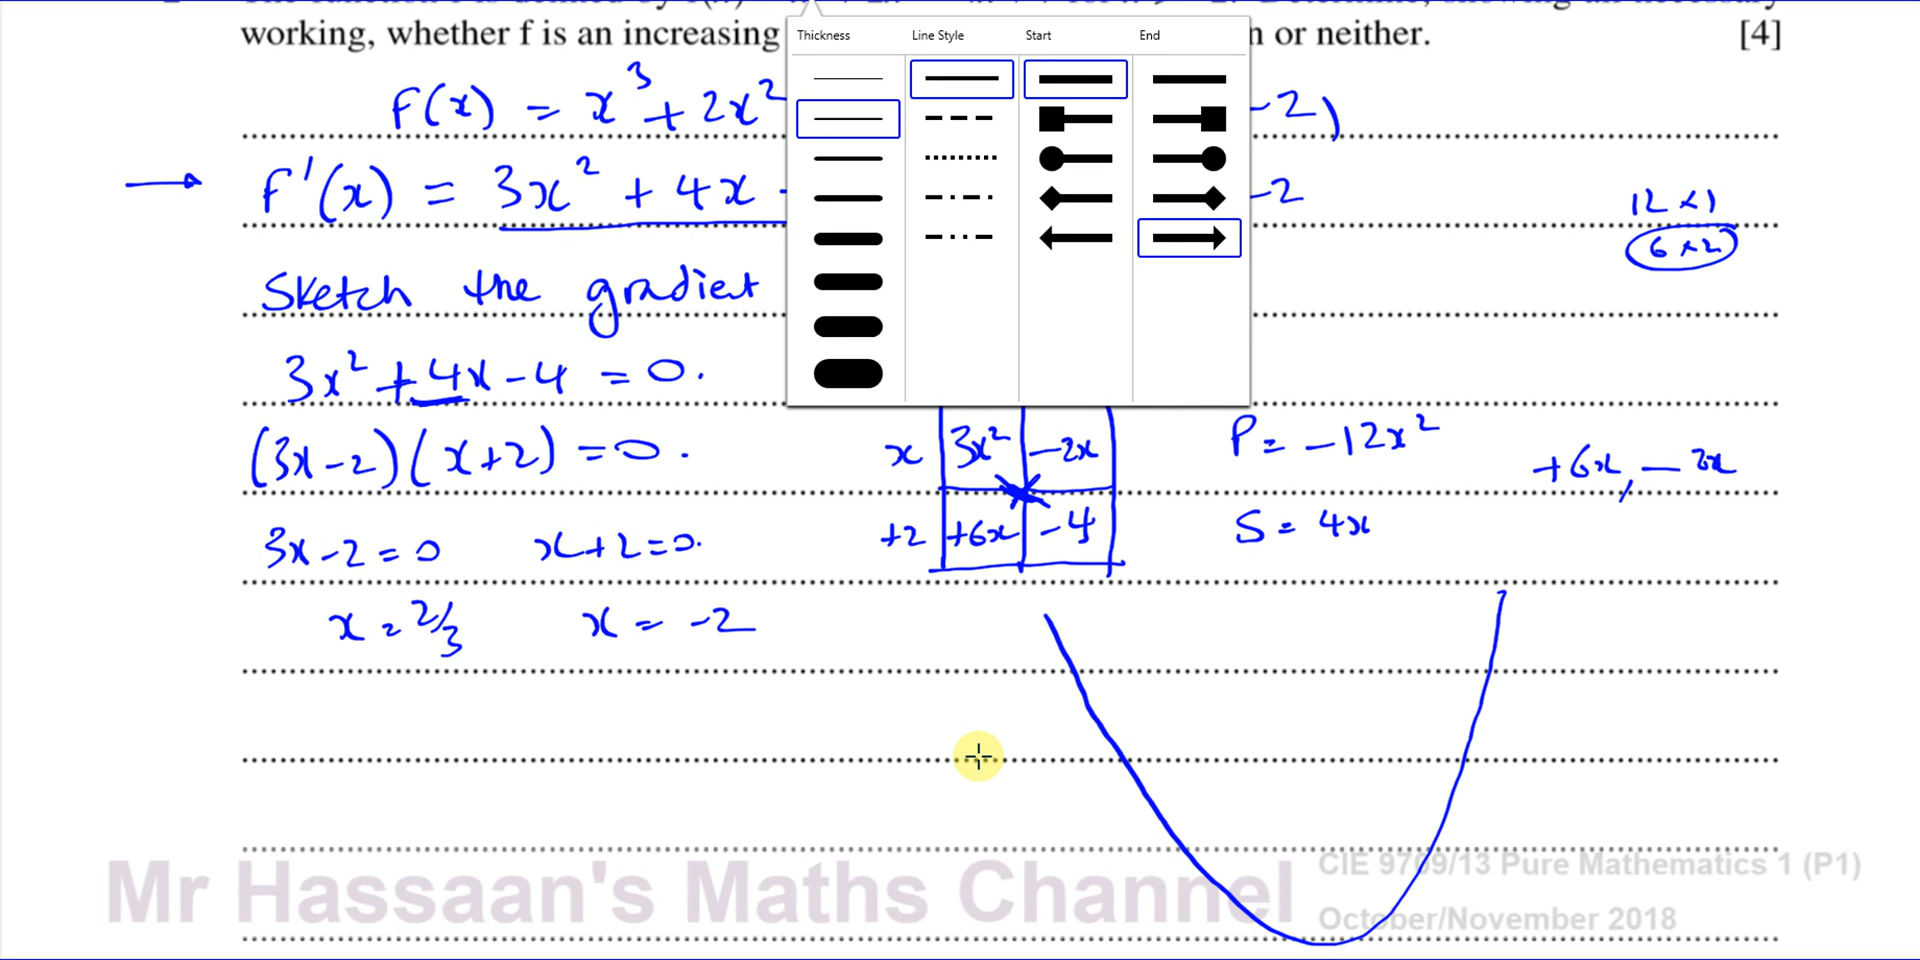 working, whether f is an increasing n or neither. [4]
Thickness Line Style Start End
f(x) = x³ + 2x² -2)
→ f'(x) = 3x² + 4x - -2
12 × 1
6 × 2
Sketch the gradient
3x² + 4x - 4 = 0.
(3x-2)(x+2) = 0.
x 3x² -2x
P = -12x²
+6x, -2x
+2 +6x -4
S = 4x
3x-2=0 x+2=0.
x = 2/3 x = -2
Mr Hassaan's Maths Channel
CIE 9709/13 Pure Mathematics 1 (P1)
October/November 2018